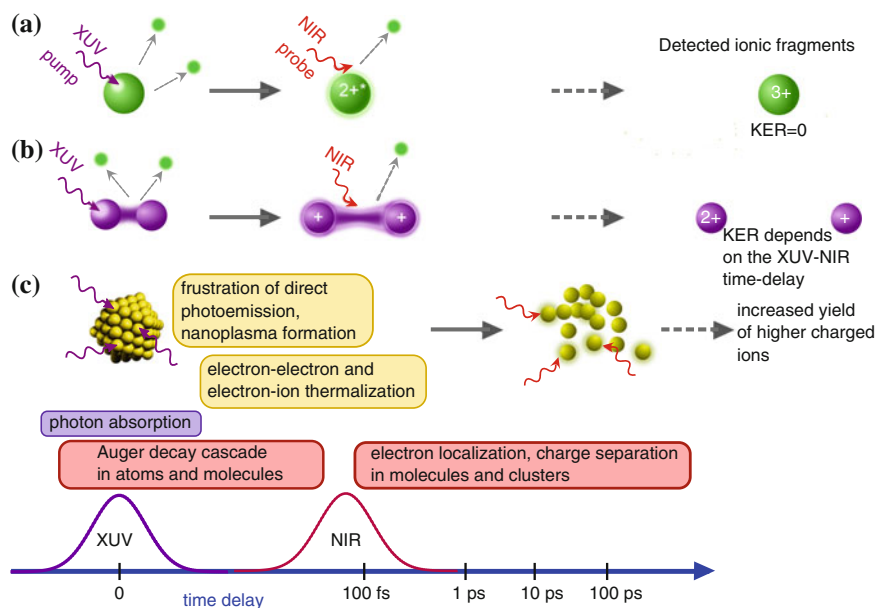 (a)
XUV
pump
NIR
probe
2+*
Detected ionic fragments
3+
KER=0
(b)
XUV
NIR
+
+
2+
+
KER depends
on the XUV-NIR
time-delay
(c)
frustration of direct
photoemission,
nanoplasma formation
electron-electron and
electron-ion thermalization
increased yield
of higher charged
ions
photon absorption
Auger decay cascade
in atoms and molecules
electron localization, charge separation
in molecules and clusters
XUV
NIR
0
100 fs
1 ps
10 ps
100 ps
time delay